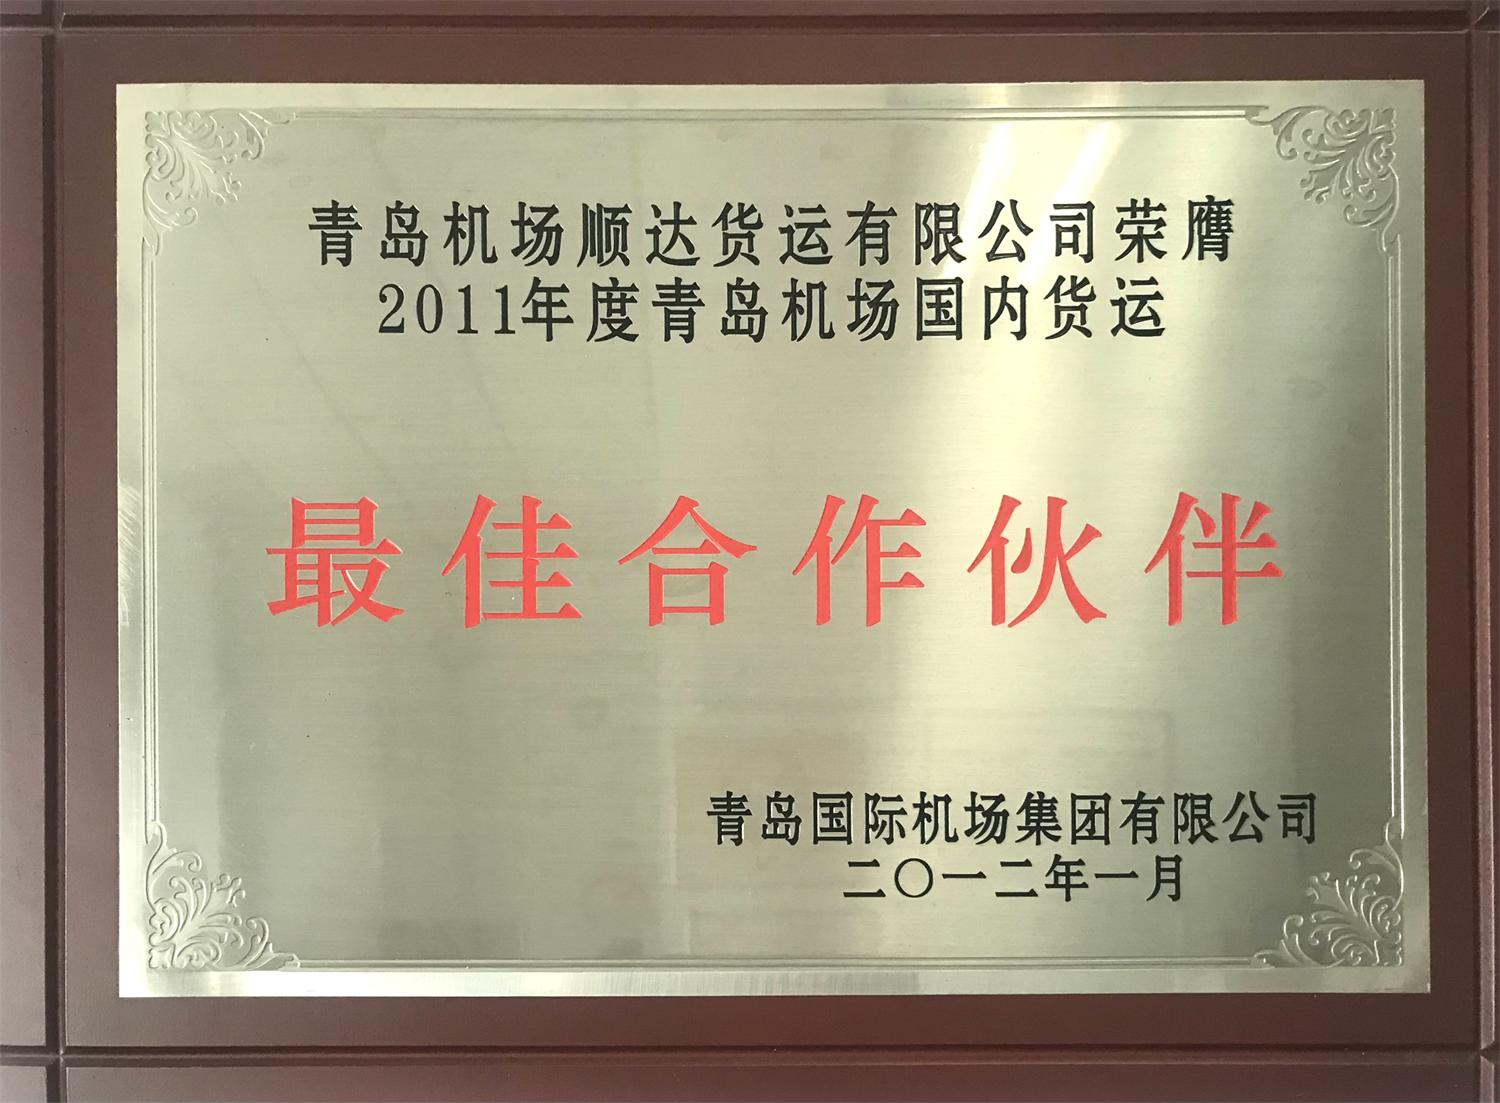 青岛机场顺达货运有限公司荣膺
2011年度青岛机场国内货运
最佳合作伙伴
青岛国际机场集团有限公司
二〇一二年一月